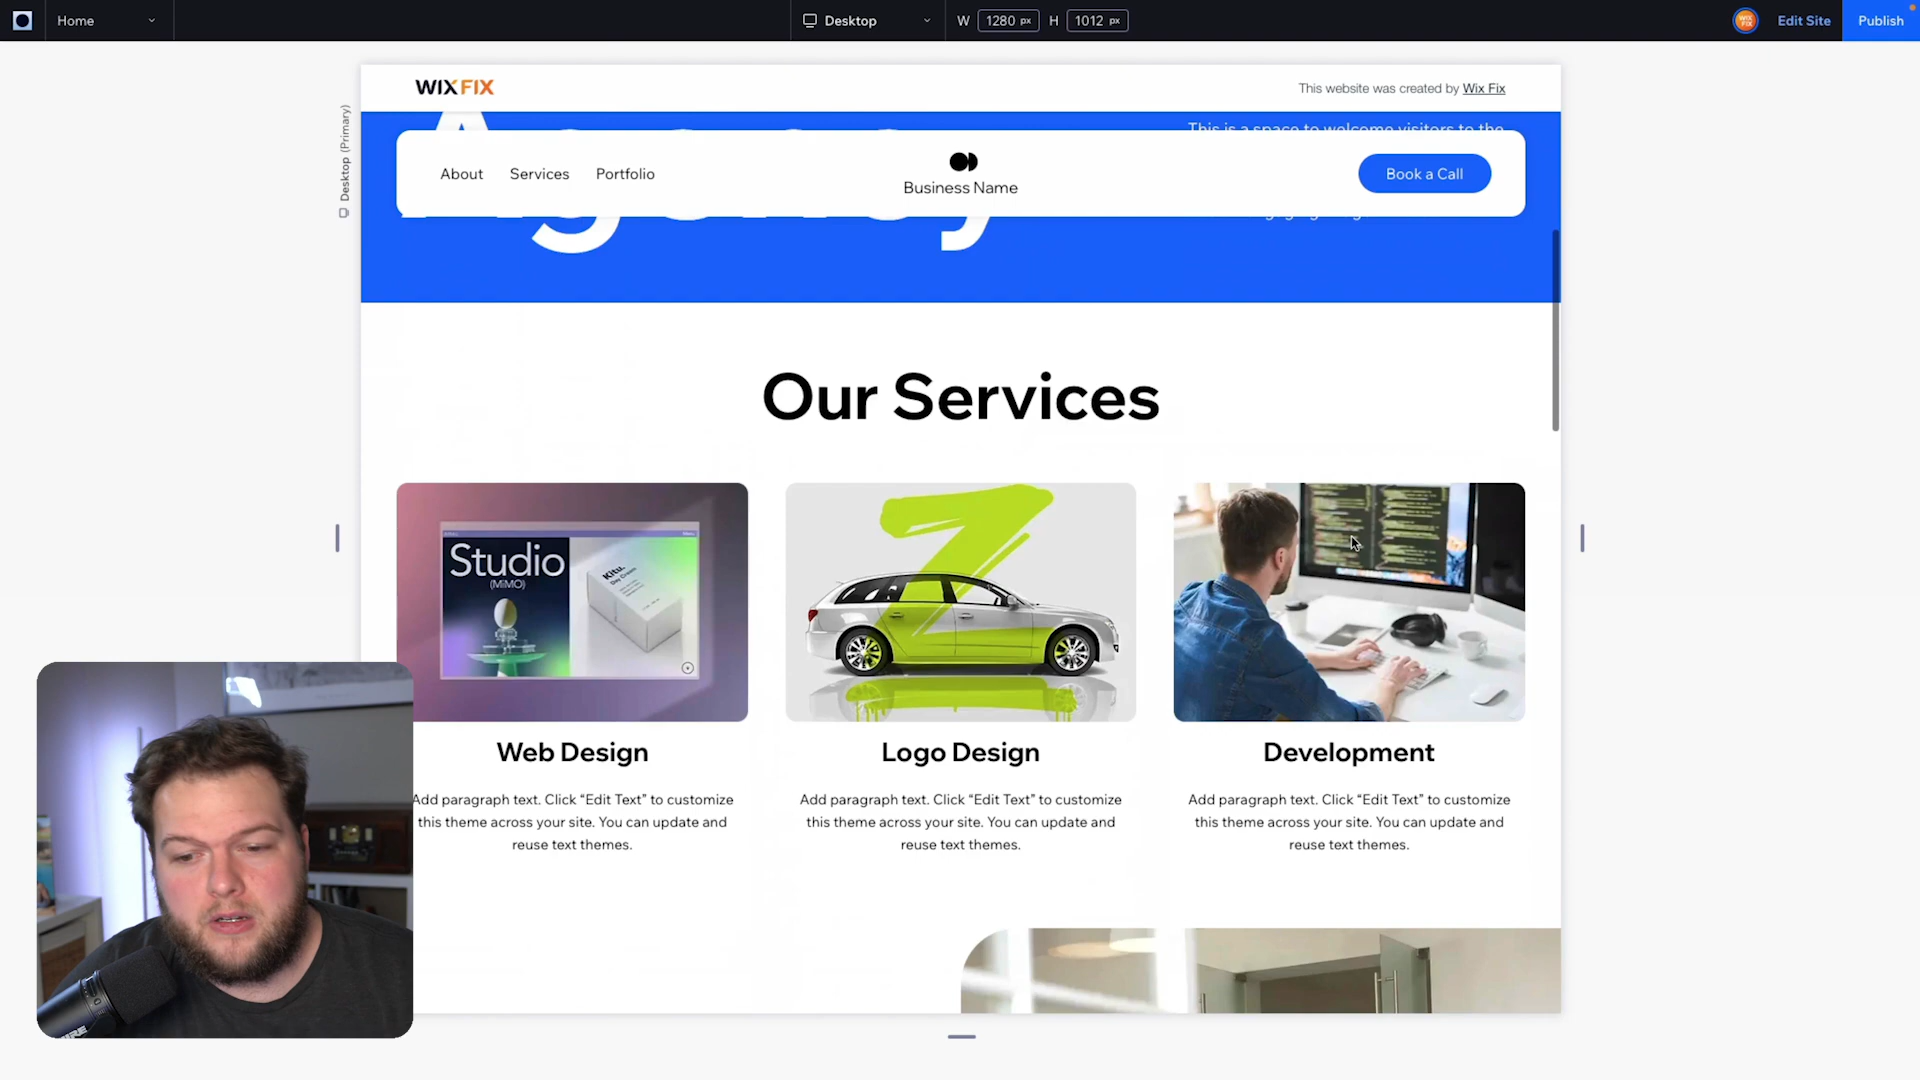 Home
Desktop
W 1280 px H 1012 px
Edit Site
Publish
Desktop (Primary)
WIX FIX
This website was created by Wix Fix
This is a space to welcome visitors to the
Agency
About
Services
Portfolio
Business Name
Book a Call
Our Services
Studio
(MiMO)
Kitu.
Day Cream
Web Design
Add paragraph text. Click “Edit Text” to customize
this theme across your site. You can update and
reuse text themes.
Logo Design
Add paragraph text. Click “Edit Text” to customize
this theme across your site. You can update and
reuse text themes.
Development
Add paragraph text. Click “Edit Text” to customize
this theme across your site. You can update and
reuse text themes.